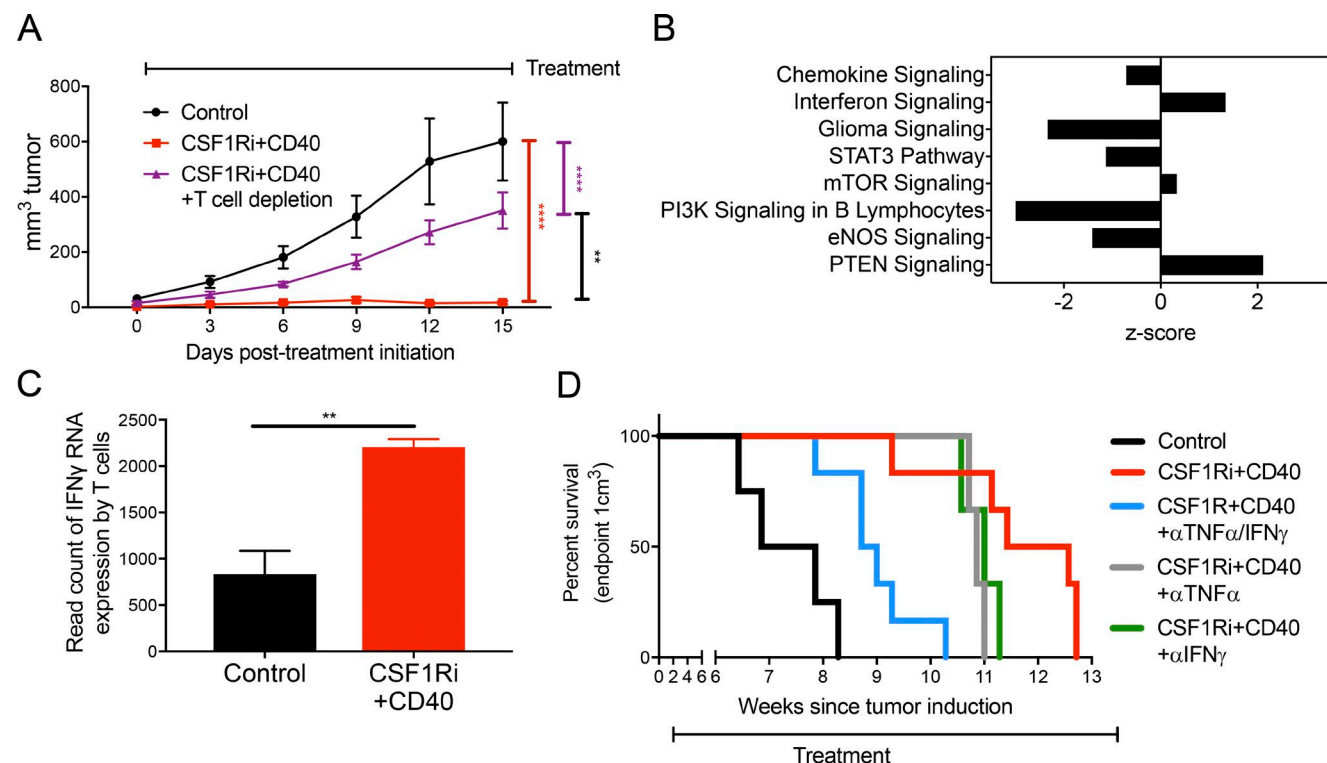 A
Treatment
800
600
400
200
0
mm³ tumor
Control
CSF1Ri+CD40
CSF1Ri+CD40
+T cell depletion
****
****
**
0 3 6 9 12 15
Days post-treatment initiation
B
Chemokine Signaling
Interferon Signaling
Glioma Signaling
STAT3 Pathway
mTOR Signaling
PI3K Signaling in B Lymphocytes
eNOS Signaling
PTEN Signaling
-2 0 2
z-score
C
Read count of IFNγ RNA
expression by T cells
2500
2000
1500
1000
500
0
**
Control
CSF1Ri
+CD40
D
Percent survival
(endpoint 1cm³)
100
50
0
0 2 4 6 6 7 8 9 10 11 12 13
Weeks since tumor induction
Treatment
Control
CSF1Ri+CD40
CSF1R+CD40
+αTNFα/IFNγ
CSF1Ri+CD40
+αTNFα
CSF1Ri+CD40
+αIFNγ